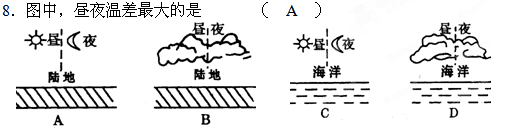 8．图中，昼夜温差最大的是 （ A ）
昼 夜
陆 地
A
昼 夜
陆 地
B
昼 夜
海 洋
C
昼 夜
海 洋
D